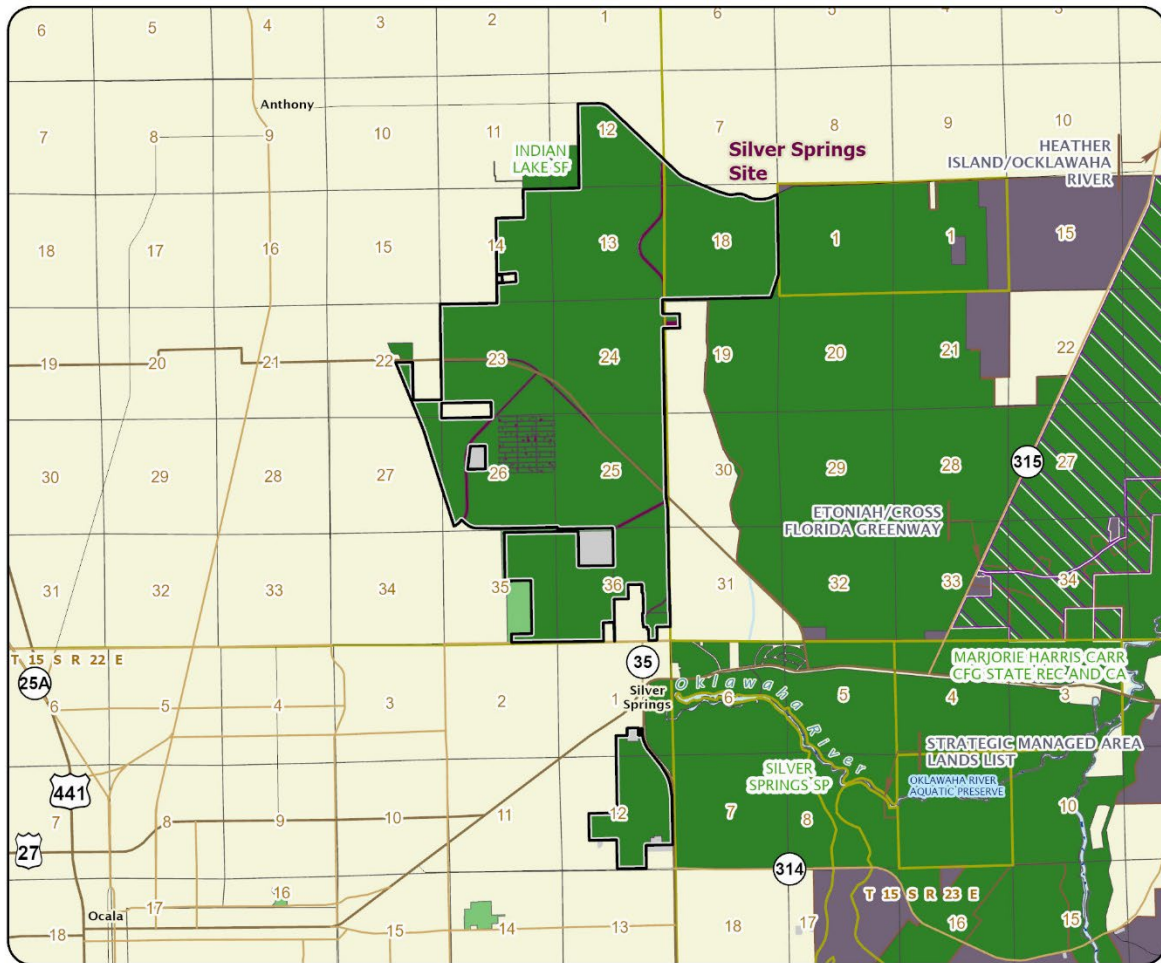 6 5 4 3 2 1 6 5 4 3
Anthony
7 8 9 10 11 12 7 8 9 10
INDIAN
LAKE SF
Silver Springs
Site
HEATHER
ISLAND/OCKLAWAHA
RIVER
18 17 16 15 14 13 18 1 1 15
19 20 21 22 23 24 19 20 21 22
30 29 28 27 26 25 30 29 28 27
315
ETONIAH/CROSS
FLORIDA GREENWAY
31 32 33 34 35 36 31 32 33 34
T 15 S R 22 E
25A
35
MARJORIE HARRIS CARR
CFG STATE REC AND CA
Silver
Springs
6 5 4 3 2 1 6 5 4 3
Oklawaha River
STRATEGIC MANAGED AREA
LANDS LIST
SILVER
SPRINGS SP
OKLAWAHA RIVER
AQUATIC PRESERVE
441
7 8 9 10 11 12 7 8 10
27
314
T 15 S R 23 E
Ocala
18 17 16 15 14 13 18 17 16 15